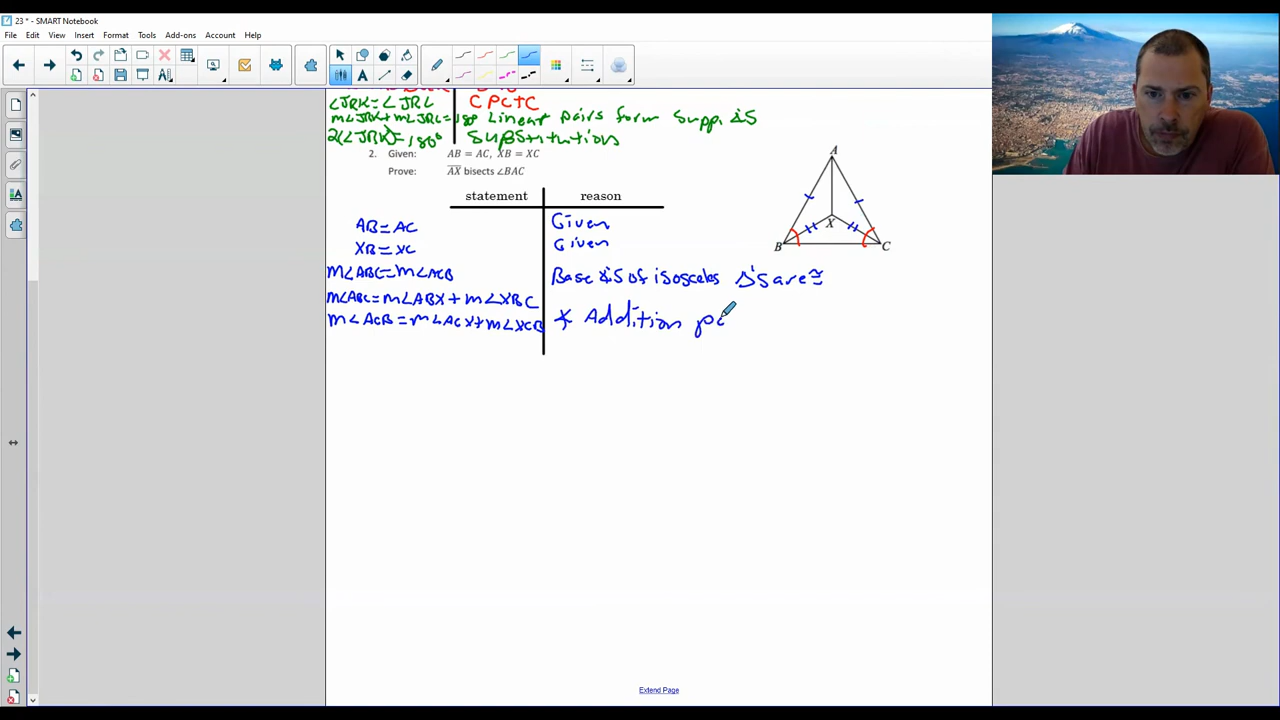 23 * - SMART Notebook
File Edit View Insert Format Tools Add-ons Account Help
∠JRK = ∠JRL CPCTC
m∠JRK + m∠JRL = 180 Linear Pairs form Supp. ∠s
2(∠JRK) = 180° Substitutions
2. Given: AB = AC, XB = XC
Prove: AX bisects ∠BAC
statement reason
AB = AC Given
XB = XC Given
m∠ABC = m∠ACB Base ∠s of isosceles Δ's are ≅
m∠ABC = m∠ABX + m∠XBC
m∠ACB = m∠ACX + m∠XCB ∠ Addition po
A
X
B
C
Extend Page